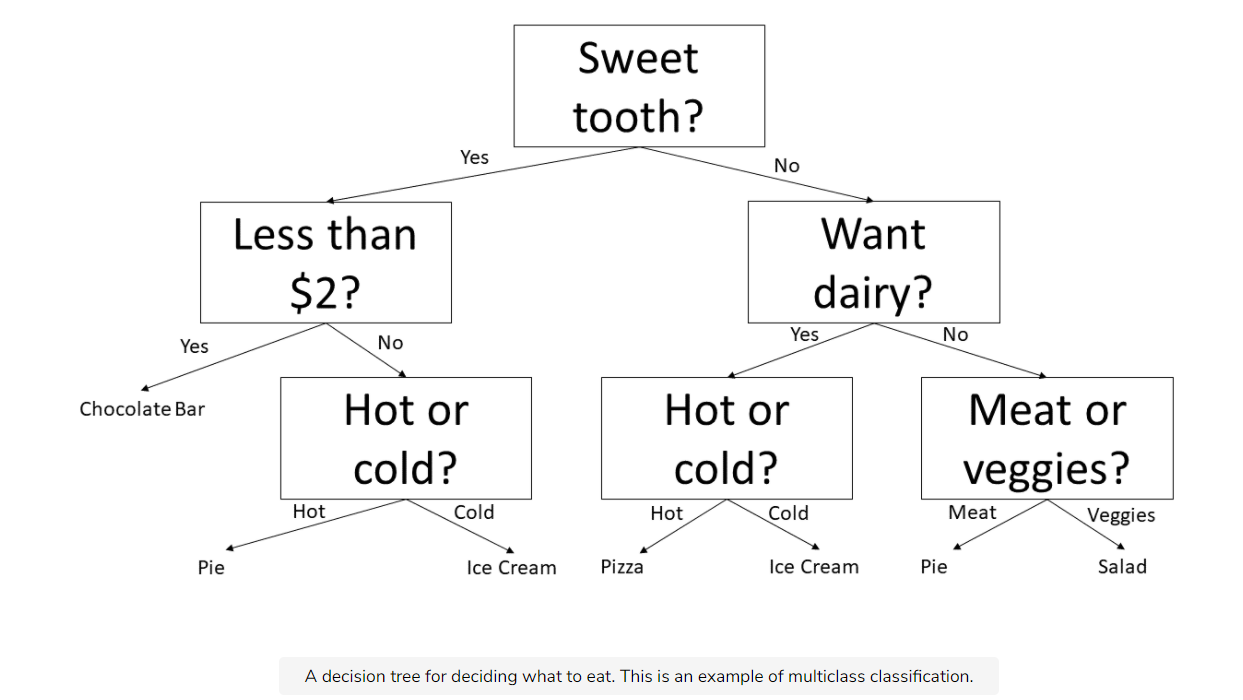 Sweet
tooth?
Yes
No
Less than
$2?
Want
dairy?
Yes
No
Yes
No
Chocolate Bar
Hot or
cold?
Hot or
cold?
Meat or
veggies?
Hot
Cold
Hot
Cold
Meat
Veggies
Pie
Ice Cream
Pizza
Ice Cream
Pie
Salad
A decision tree for deciding what to eat. This is an example of multiclass classification.